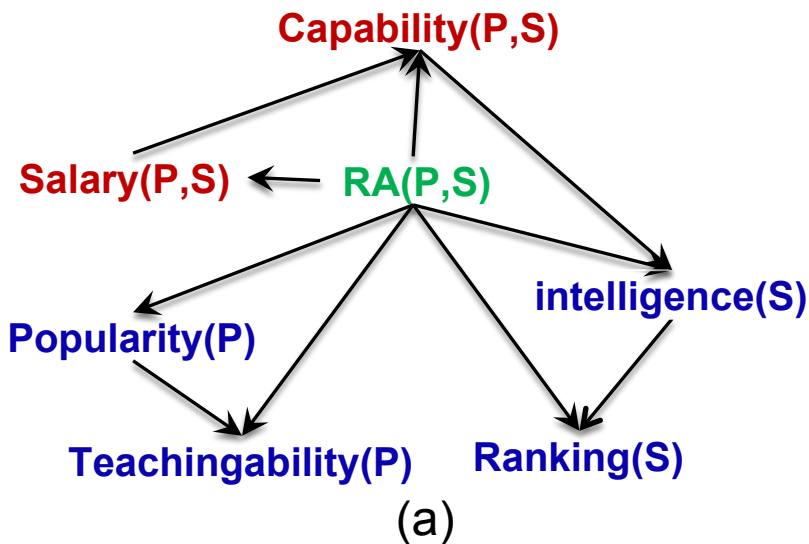 Capability(P,S)
Salary(P,S)
RA(P,S)
intelligence(S)
Popularity(P)
Teachingability(P)
Ranking(S)
(a)